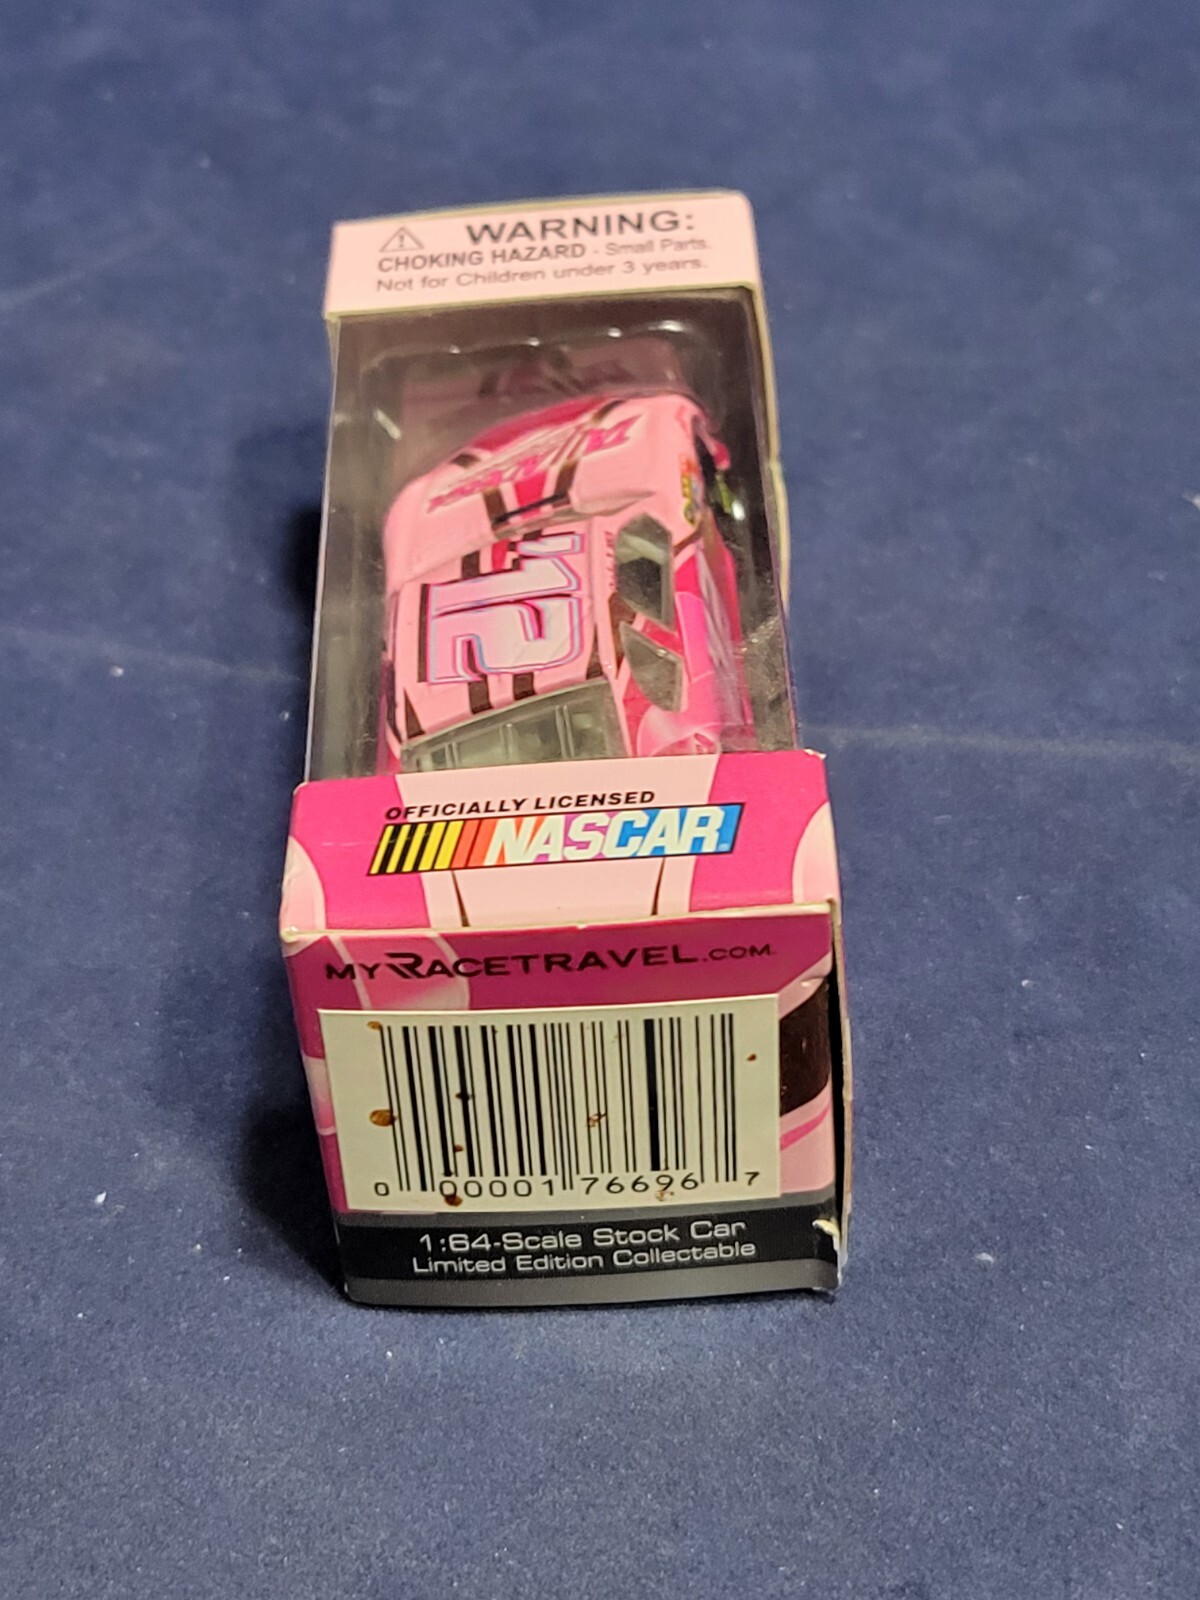 WARNING:
CHOKING HAZARD - Small Parts.
Not for Children under 3 years.
'12
OFFICIALLY LICENSED
NASCAR.
MYRACETRAVEL.COM
0 00001 76696 7
1:64-Scale Stock Car
Limited Edition Collectable